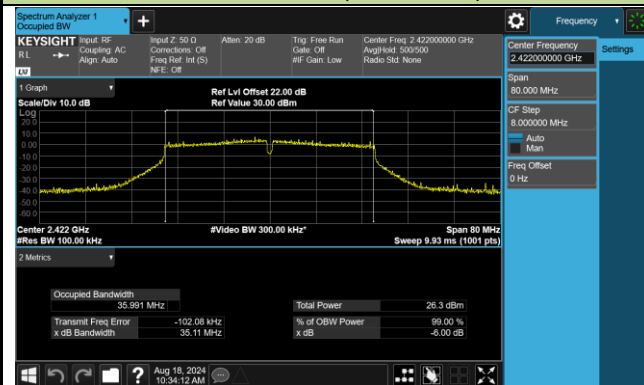 Spectrum Analyzer 1
Occupied BW
Frequency
KEYSIGHT
Input: RF
Coupling: AC
Align: Auto
Input Z: 50 Ω
Corrections: Off
Freq Ref: Int (S)
NFE: Off
Atten: 20 dB
Trig: Free Run
Gate: Off
#IF Gain: Low
Center Freq: 2.422000000 GHz
Avg|Hold: 500/500
Radio Std: None
RL
LXI
Center Frequency
2.422000000 GHz
Settings
Span
80.000 MHz
CF Step
8.000000 MHz
Auto
Man
Freq Offset
0 Hz
1 Graph
Scale/Div 10.0 dB
Ref Lvl Offset 22.00 dB
Ref Value 30.00 dBm
Log
20.0
10.0
0.00
-10.0
-20.0
-30.0
-40.0
-50.0
-60.0
Center 2.422 GHz
#Res BW 100.00 kHz
#Video BW 300.00 kHz*
Span 80 MHz
Sweep 9.93 ms (1001 pts)
2 Metrics
Occupied Bandwidth
35.991 MHz
Total Power 26.3 dBm
Transmit Freq Error -102.08 kHz
% of OBW Power 99.00 %
x dB Bandwidth 35.11 MHz
x dB -6.00 dB
Aug 18, 2024
10:34:12 AM